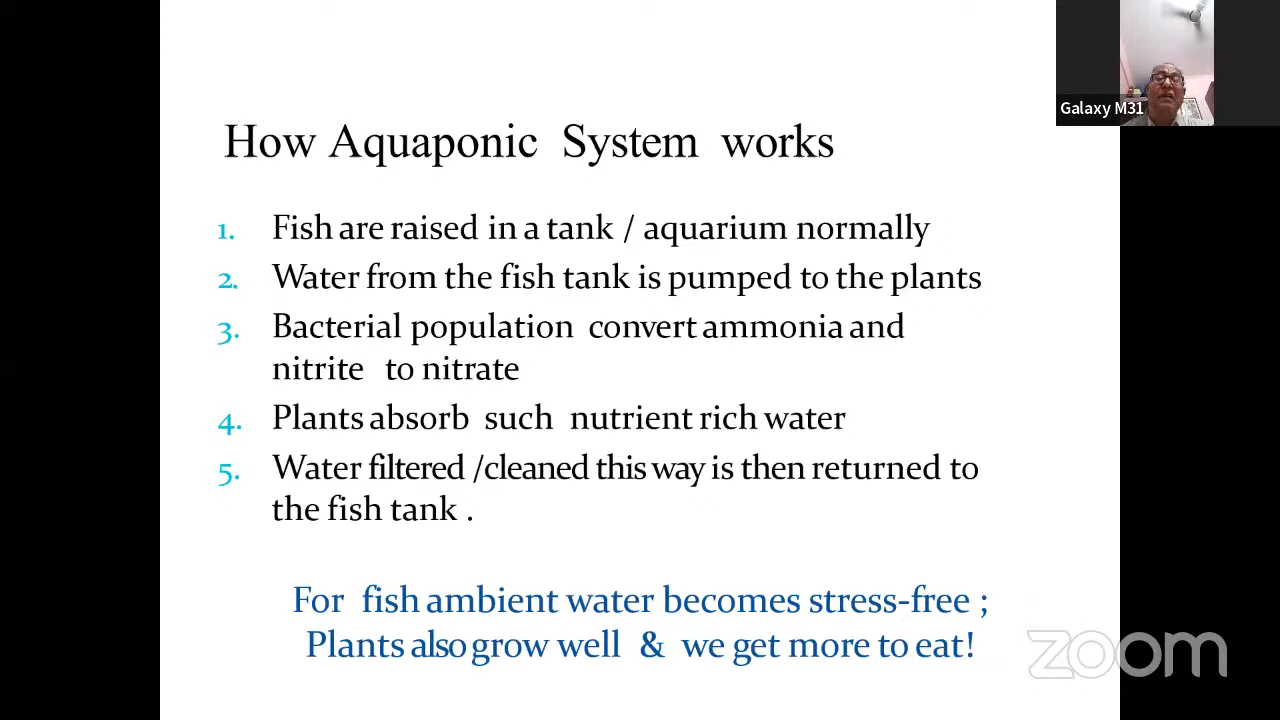 Galaxy M31
How Aquaponic System works
1. Fish are raised in a tank / aquarium normally
2. Water from the fish tank is pumped to the plants
3. Bacterial population convert ammonia and
nitrite to nitrate
4. Plants absorb such nutrient rich water
5. Water filtered /cleaned this way is then returned to
the fish tank .
For fish ambient water becomes stress-free ;
Plants also grow well & we get more to eat!
zoom